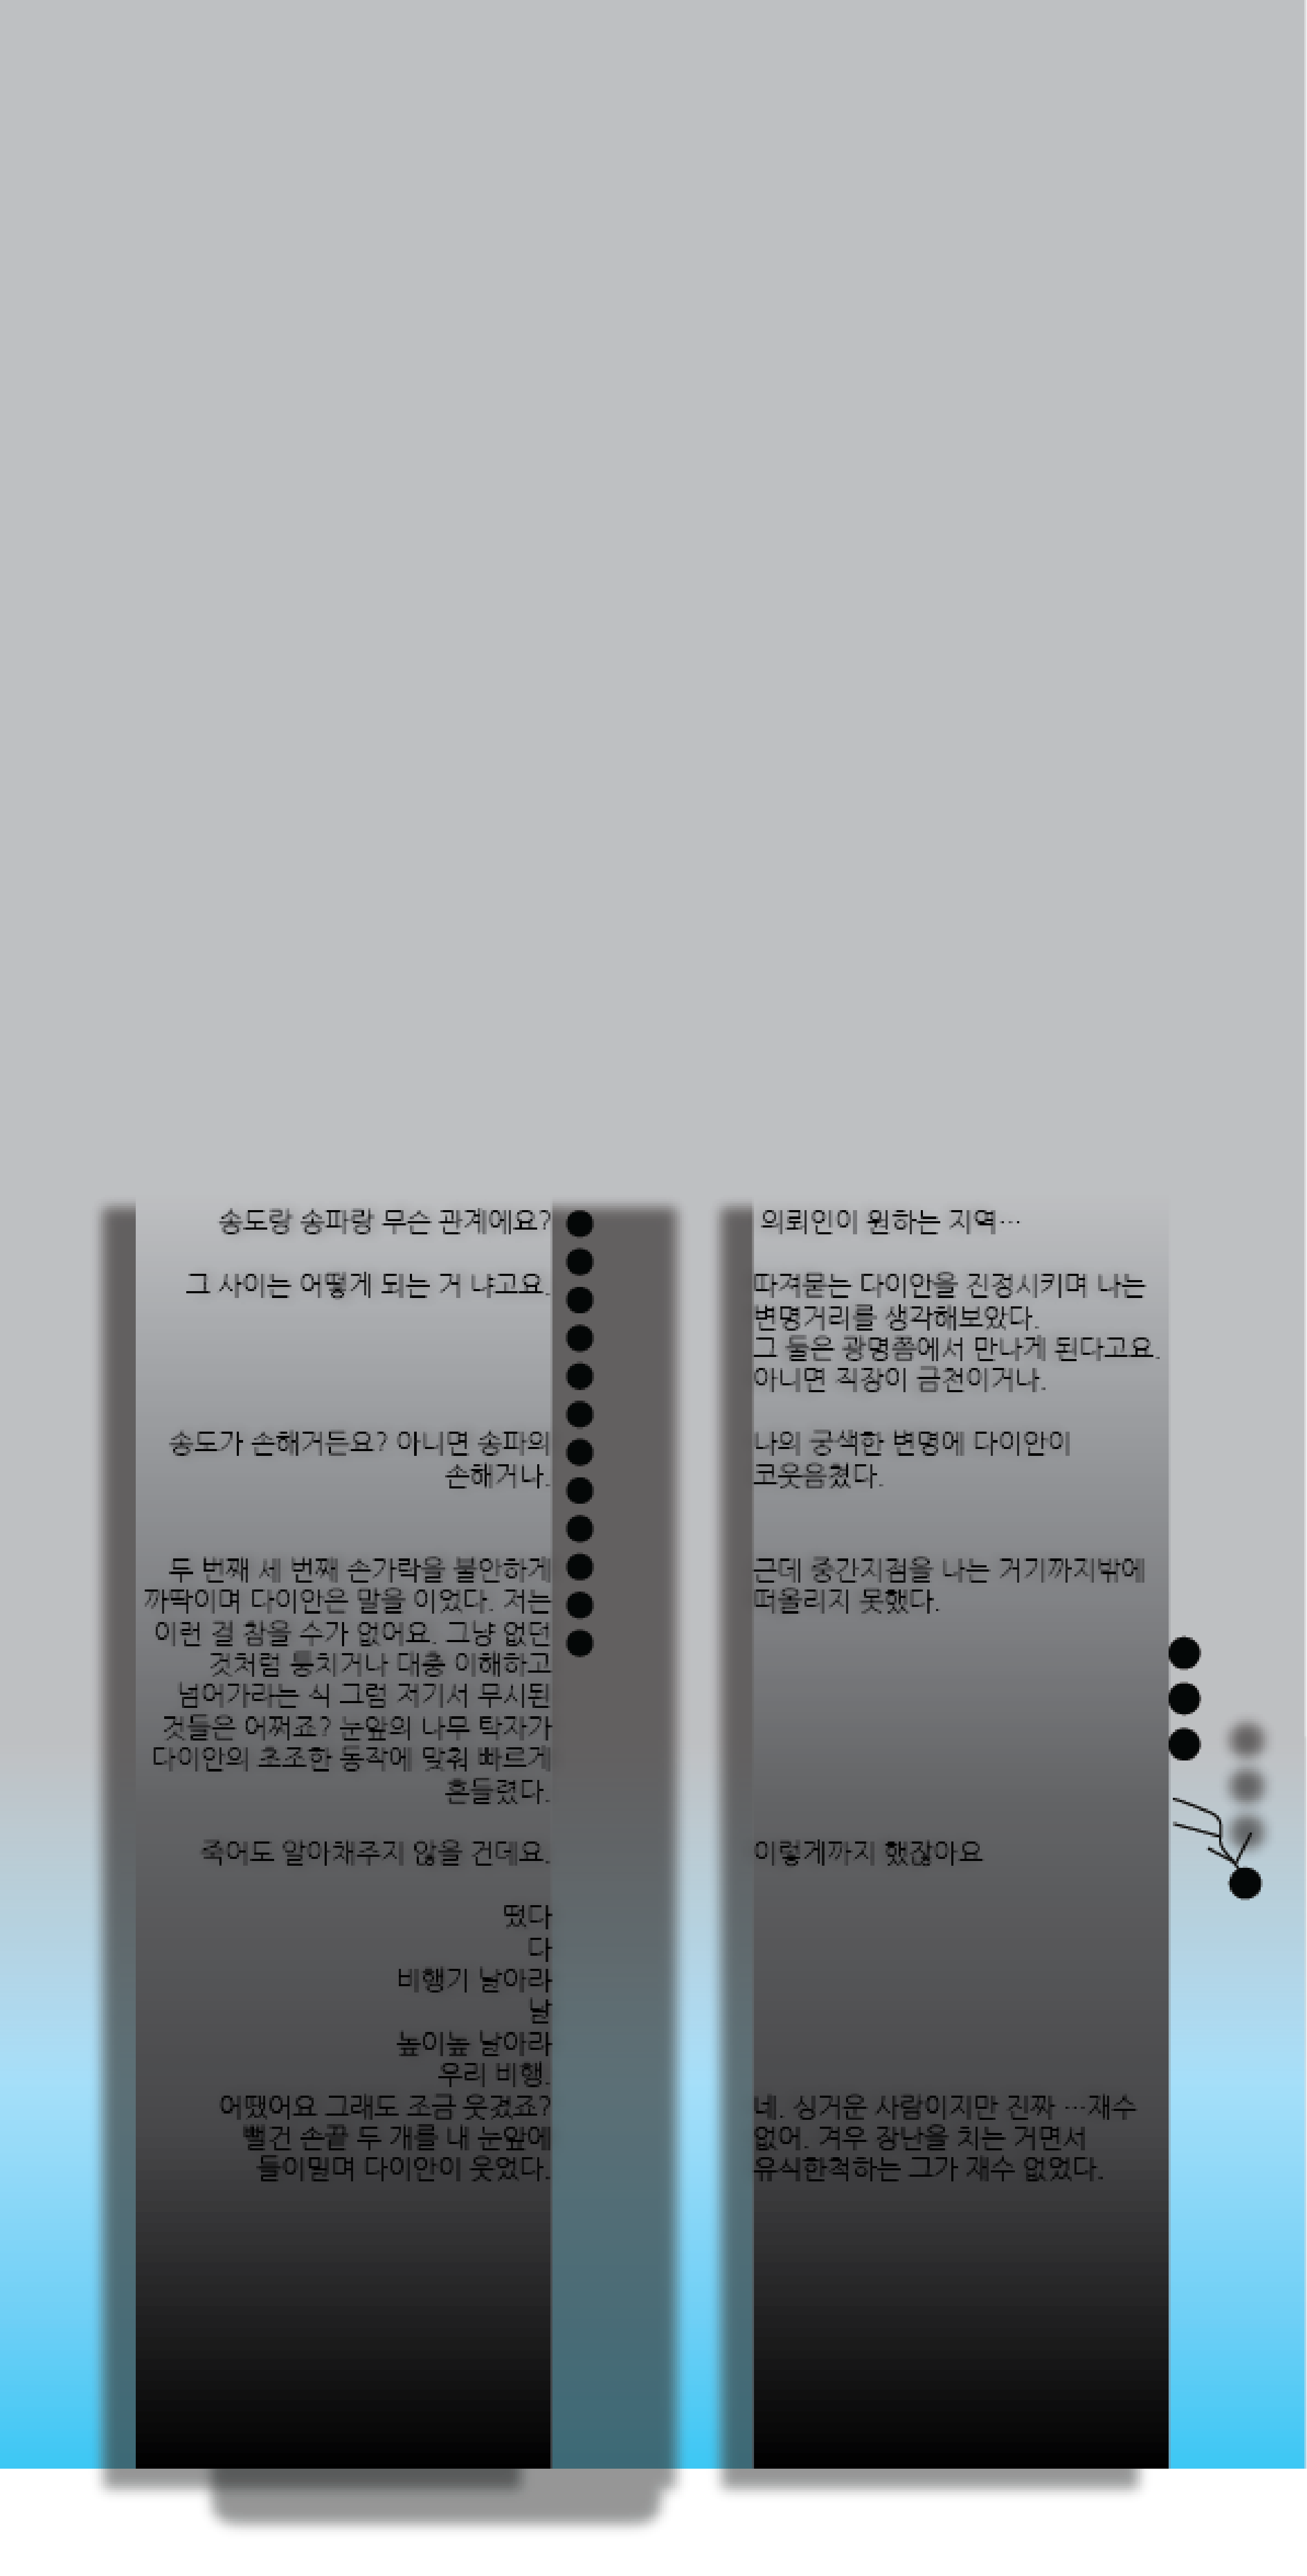 송도랑 송파랑 무슨 관계에요?
그 사이는 어떻게 되는 거 냐고요.
송도가 손해거든요? 아니면 송파의
손해거나.
두 번째 세 번째 손가락을 불안하게
까딱이며 다이안은 말을 이었다. 저는
이런 걸 참을 수가 없어요. 그냥 없던
것처럼 퉁치거나 대충 이해하고
넘어가라는 식 그럼 저기서 무시된
것들은 어쩌죠? 눈앞의 나무 탁자가
다이안의 초조한 동작에 맞춰 빠르게
흔들렸다.
죽어도 알아채주지 않을 건데요.
떴다
다
비행기 날아라
날
높이높 날아라
우리 비행.
어땠어요 그래도 조금 웃겼죠?
뻘건 손끝 두 개를 내 눈앞에
들이밀며 다이안이 웃었다.
의뢰인이 원하는 지역…
따져묻는 다이안을 진정시키며 나는
변명거리를 생각해보았다.
그 둘은 광명쯤에서 만나게 된다고요.
아니면 직장이 금천이거나.
나의 궁색한 변명에 다이안이
코웃음쳤다.
근데 중간지점을 나는 거기까지밖에
떠올리지 못했다.
이렇게까지 했잖아요
네. 싱거운 사람이지만 진짜 …재수
없어. 겨우 장난을 치는 거면서
유식한척하는 그가 재수 없었다.